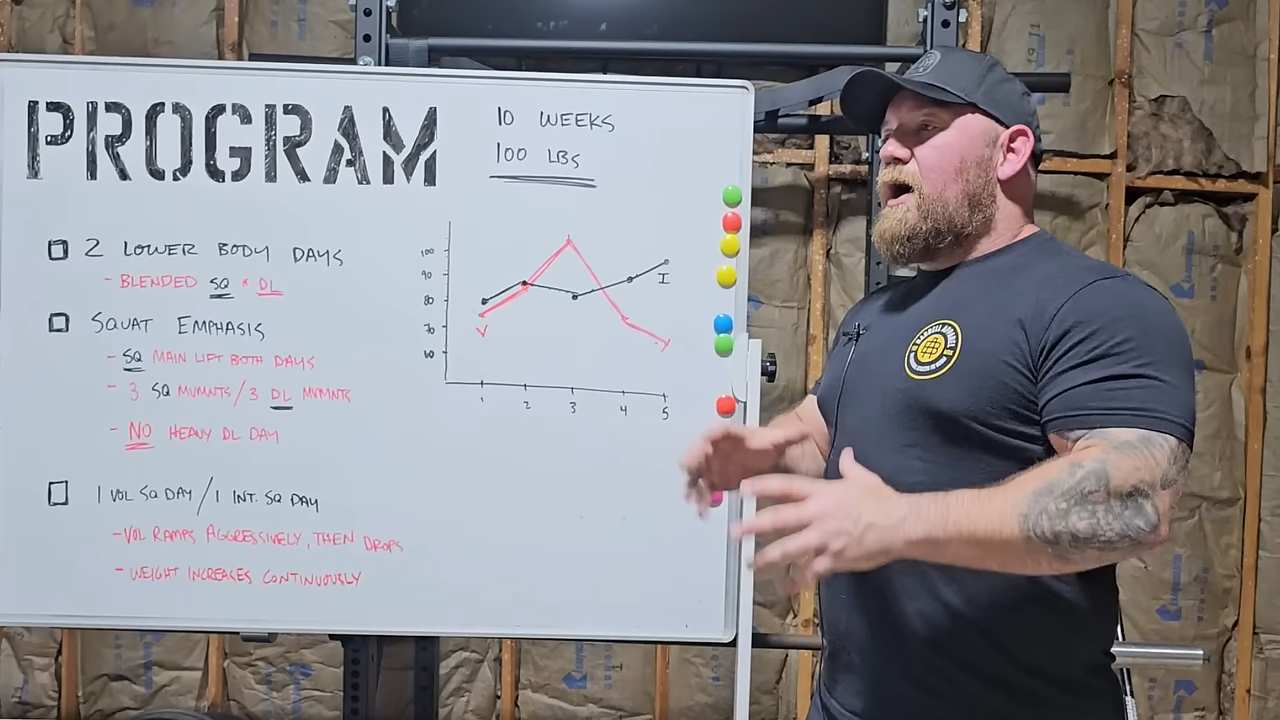 PROGRAM
10 WEEKS
100 LBS
2 LOWER BODY DAYS
- BLENDED SQ & DL
SQUAT EMPHASIS
- SQ MAIN LIFT BOTH DAYS
- 3 SQ MVMNTS/3 DL MVMNTS
- NO HEAVY DL DAY
1 VOL SQ DAY/1 INT. SQ DAY
- VOL RAMPS AGGRESSIVELY, THEN DROPS
- WEIGHT INCREASES CONTINUOUSLY
100
90
80
70
60
I
V
1 2 3 4 5